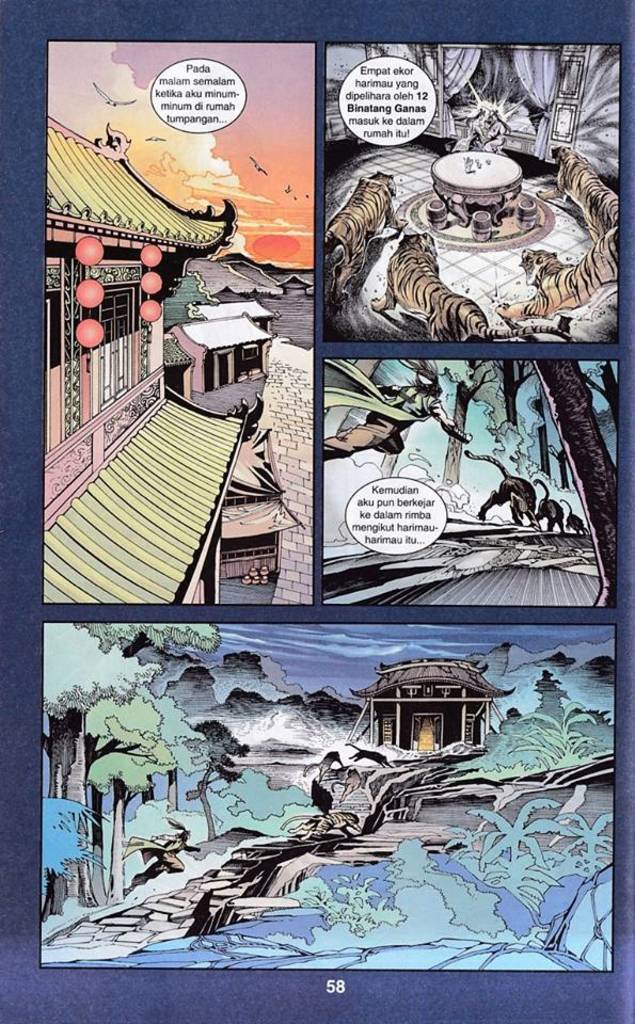 Pada
malam semalam
ketika aku minum-
minum di rumah
tumpangan...
Empat ekor
harimau yang
dipelihara oleh 12
Binatang Ganas
masuk ke dalam
rumah itu!
Kemudian
aku pun berkejar
ke dalam rimba
mengikut harimau-
harimau itu...
58